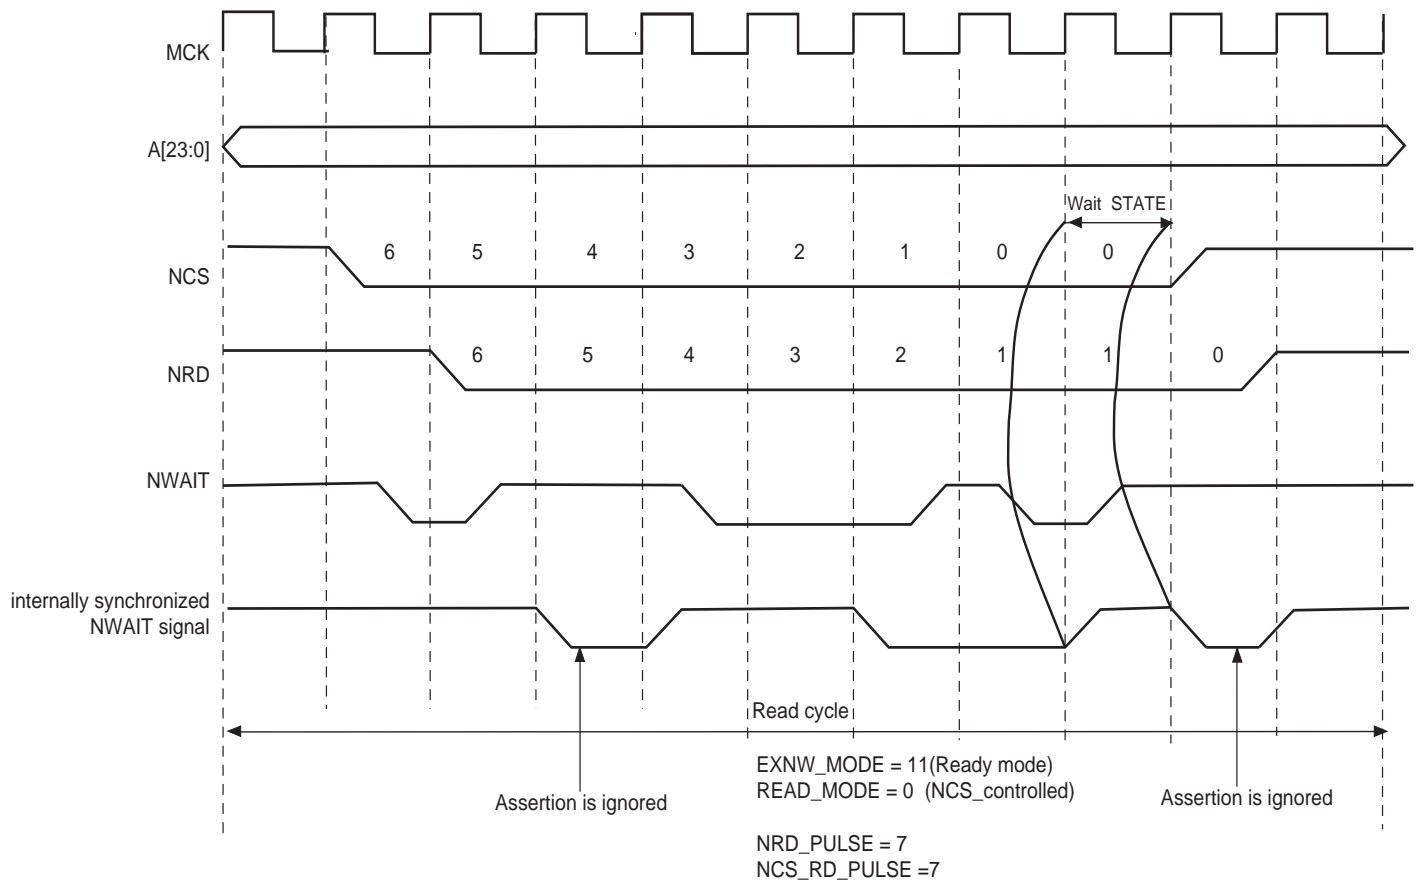 MCK
A[23:0]
Wait STATE
6 5 4 3 2 1 0 0
NCS
6 5 4 3 2 1 1 0
NRD
NWAIT
internally synchronized
NWAIT signal
Read cycle
EXNW_MODE = 11(Ready mode)
READ_MODE = 0 (NCS_controlled)
Assertion is ignored
Assertion is ignored
NRD_PULSE = 7
NCS_RD_PULSE =7